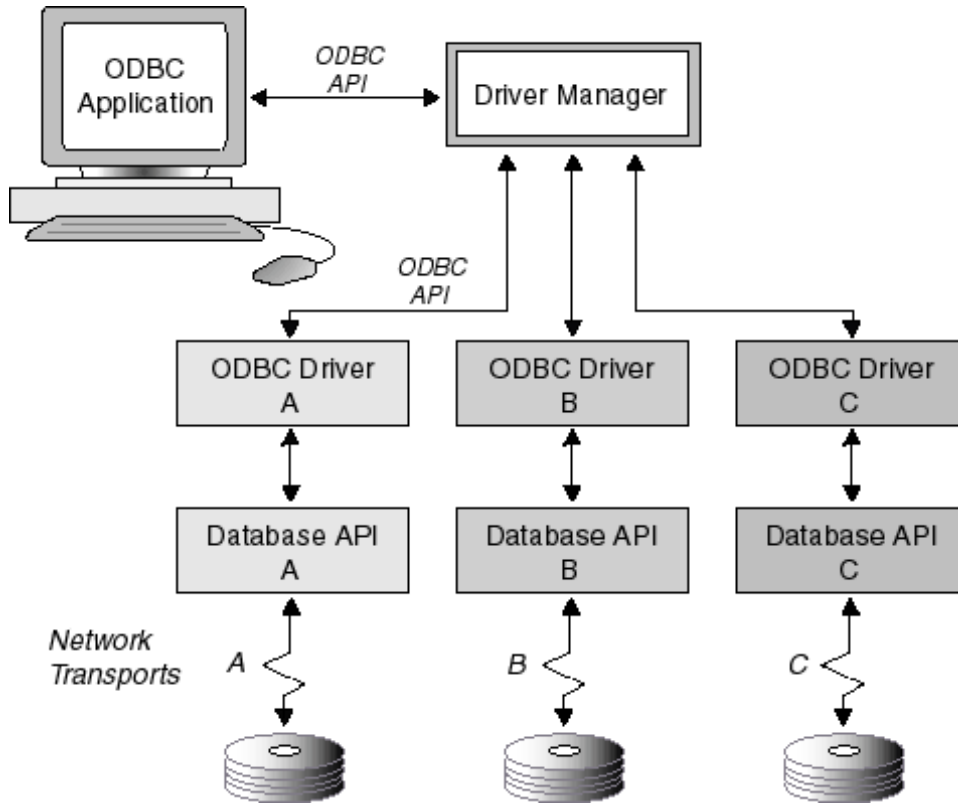 ODBC
Application
ODBC
API
Driver Manager
ODBC
API
ODBC Driver
A
ODBC Driver
B
ODBC Driver
C
Database API
A
Database API
B
Database API
C
Network
Transports
A
B
C